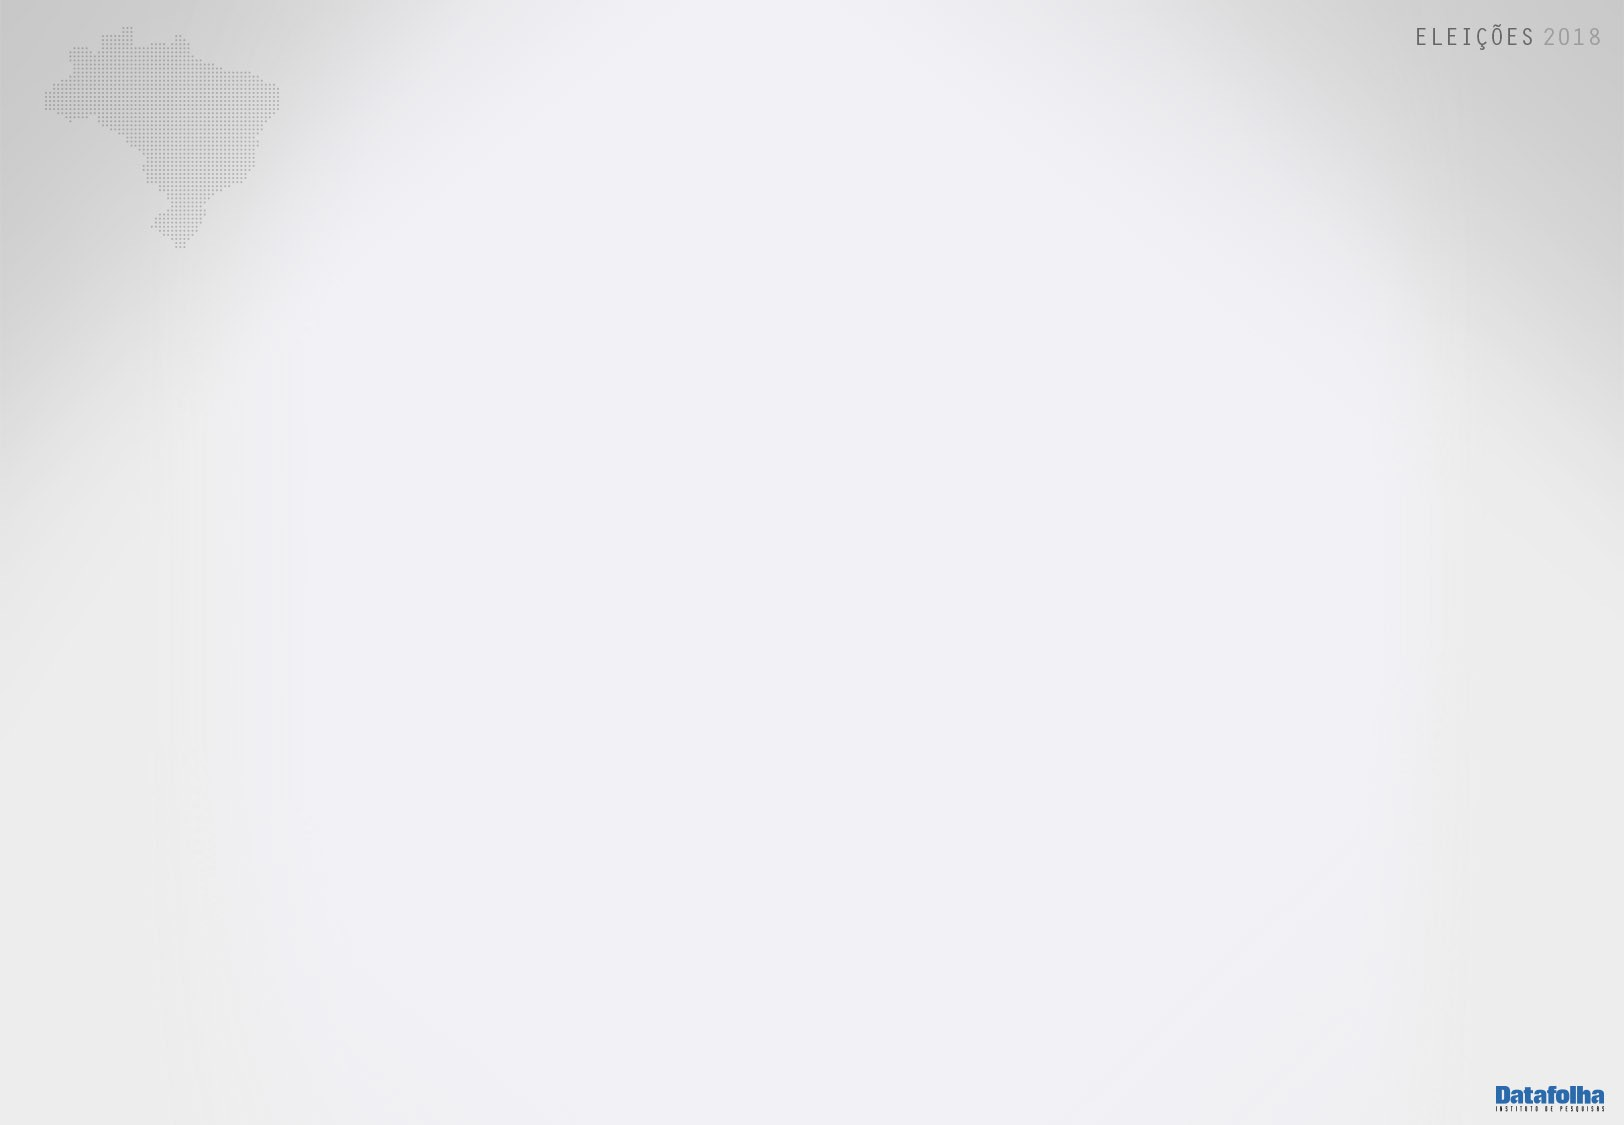 ELEIÇÕES 2018
Datafolha
INSTITUTO DE PESQUISAS